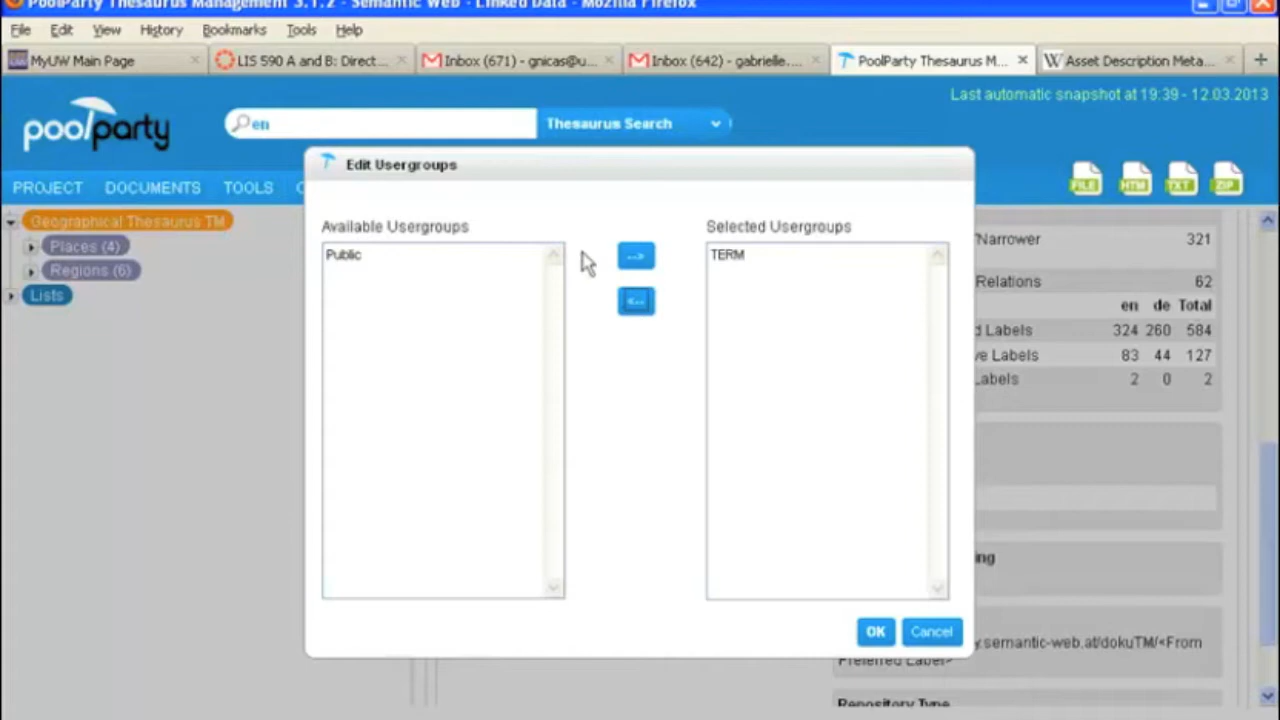 PoolParty Thesaurus Management 3.1.2 - Semantic Web - Linked Data - Mozilla Firefox
File Edit View History Bookmarks Tools Help
MyUW Main Page × LIS 590 A and B: Direct... × Inbox (671) - gnicas@u... × Inbox (642) - gabrielle.... × PoolParty Thesaurus M... × W Asset Description Meta... × +
Last automatic snapshot at 19:39 - 12.03.2013
poolparty
en
Thesaurus Search
PROJECT DOCUMENTS TOOLS
FILE HTM TXT ZIP
Edit Usergroups
Geographical Thesaurus TM
Places (4)
Regions (6)
Lists
Available Usergroups
Public
-->
<--
Selected Usergroups
TERM
OK Cancel
/Narrower 321
Relations 62
en de Total
d Labels 324 260 584
ve Labels 83 44 127
Labels 2 0 2
ing
.semantic-web.at/dokuTM/<From
Preferred Label>
Repository Type